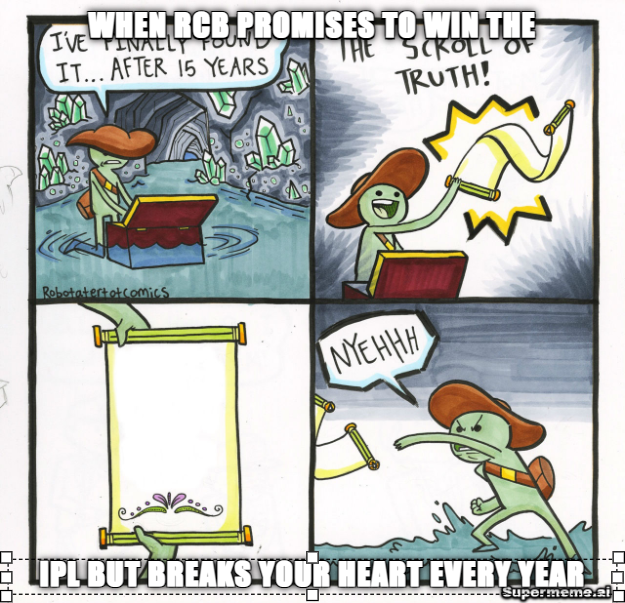 WHEN RCB PROMISES TO WIN THE
I'VE FINALLY FOUND
IT... AFTER 15 YEARS
THE SCROLL OF
TRUTH!
Robotatertotcomics
NYEHHH
IPL BUT BREAKS YOUR HEART EVERY YEAR
Supermeme.ai